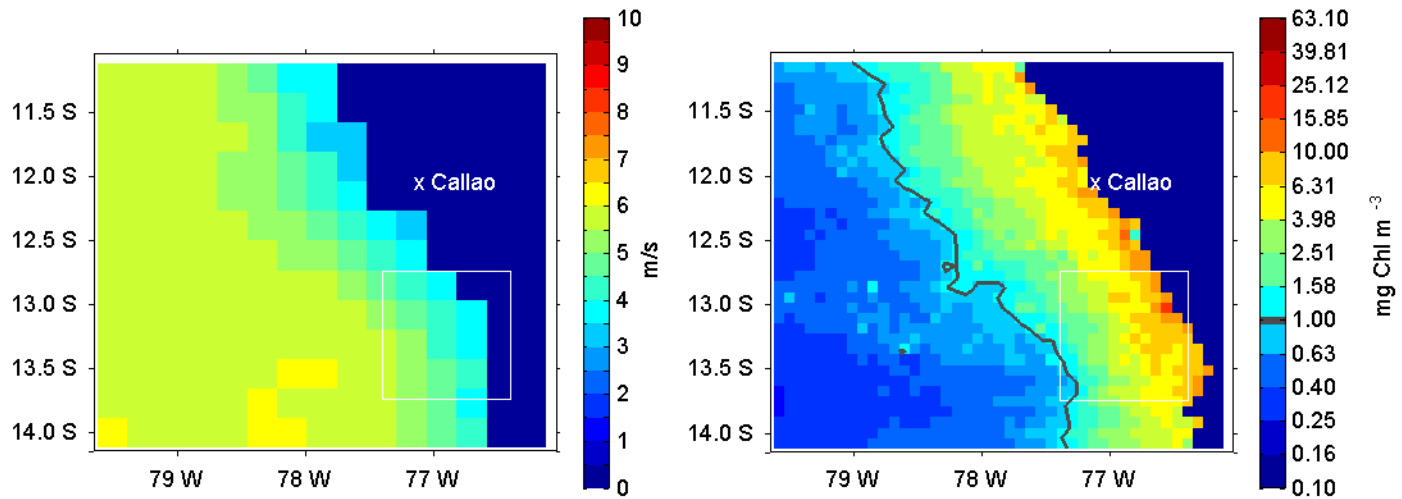 11.5 S
12.0 S
12.5 S
13.0 S
13.5 S
14.0 S
79 W 78 W 77 W
x Callao
10
9
8
7
6
5
4
3
2
1
0
m/s
11.5 S
12.0 S
12.5 S
13.0 S
13.5 S
14.0 S
79 W 78 W 77 W
x Callao
63.10
39.81
25.12
15.85
10.00
6.31
3.98
2.51
1.58
1.00
0.63
0.40
0.25
0.16
0.10
mg Chl m⁻³